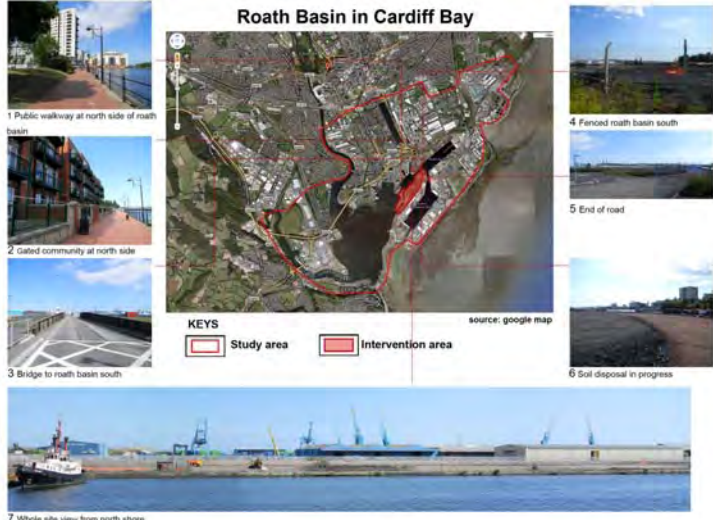 Roath Basin in Cardiff Bay
1 Public walkway at north side of roath
basin
2 Gated community at north side
3 Bridge to roath basin south
4 Fenced roath basin south
5 End of road
6 Soil disposal in progress
source: google map
KEYS
Study area
Intervention area
7 Whole site view from north shore